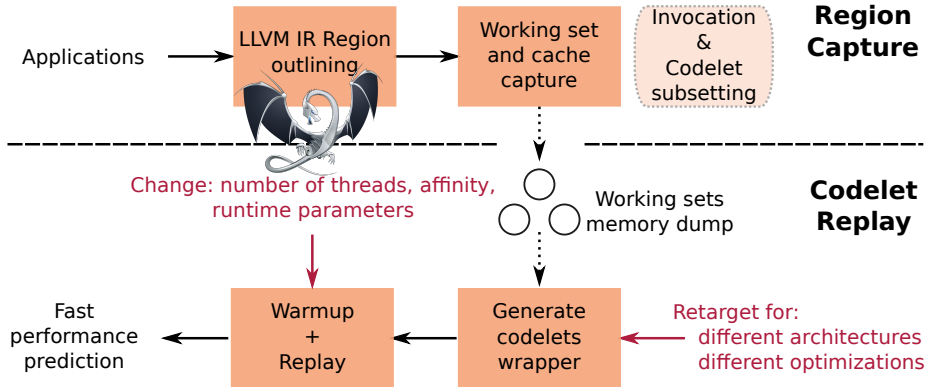 Applications
LLVM IR Region
outlining
Working set
and cache
capture
Invocation
&
Codelet
subsetting
Region
Capture
Change: number of threads, affinity,
runtime parameters
Working sets
memory dump
Codelet
Replay
Fast
performance
prediction
Warmup
+
Replay
Generate
codelets
wrapper
Retarget for:
different architectures
different optimizations